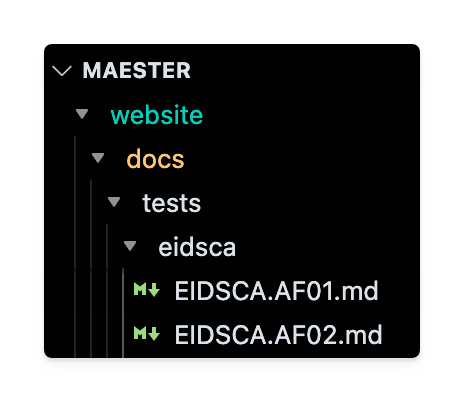 MAESTER
website
docs
tests
eidsca
M↓ EIDSCA.AF01.md
M↓ EIDSCA.AF02.md